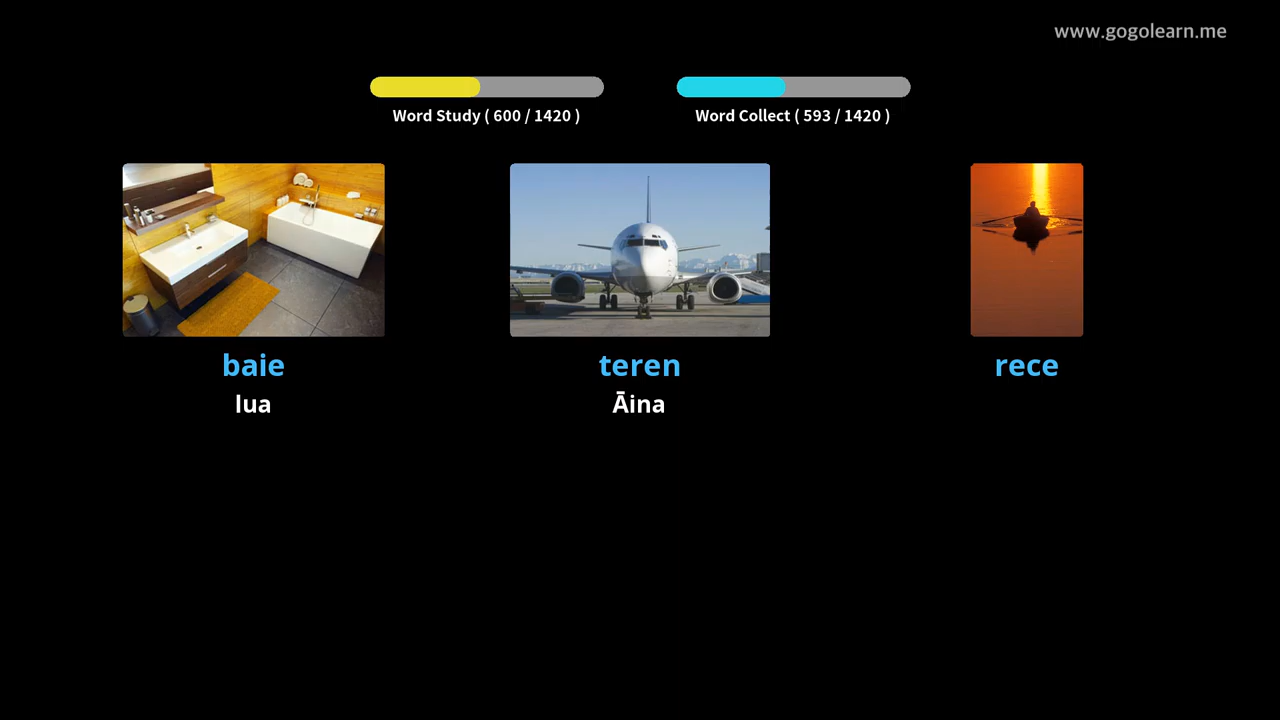 www.gogolearn.me
Word Study ( 600 / 1420 )
Word Collect ( 593 / 1420 )
baie
teren
rece
lua
Āina